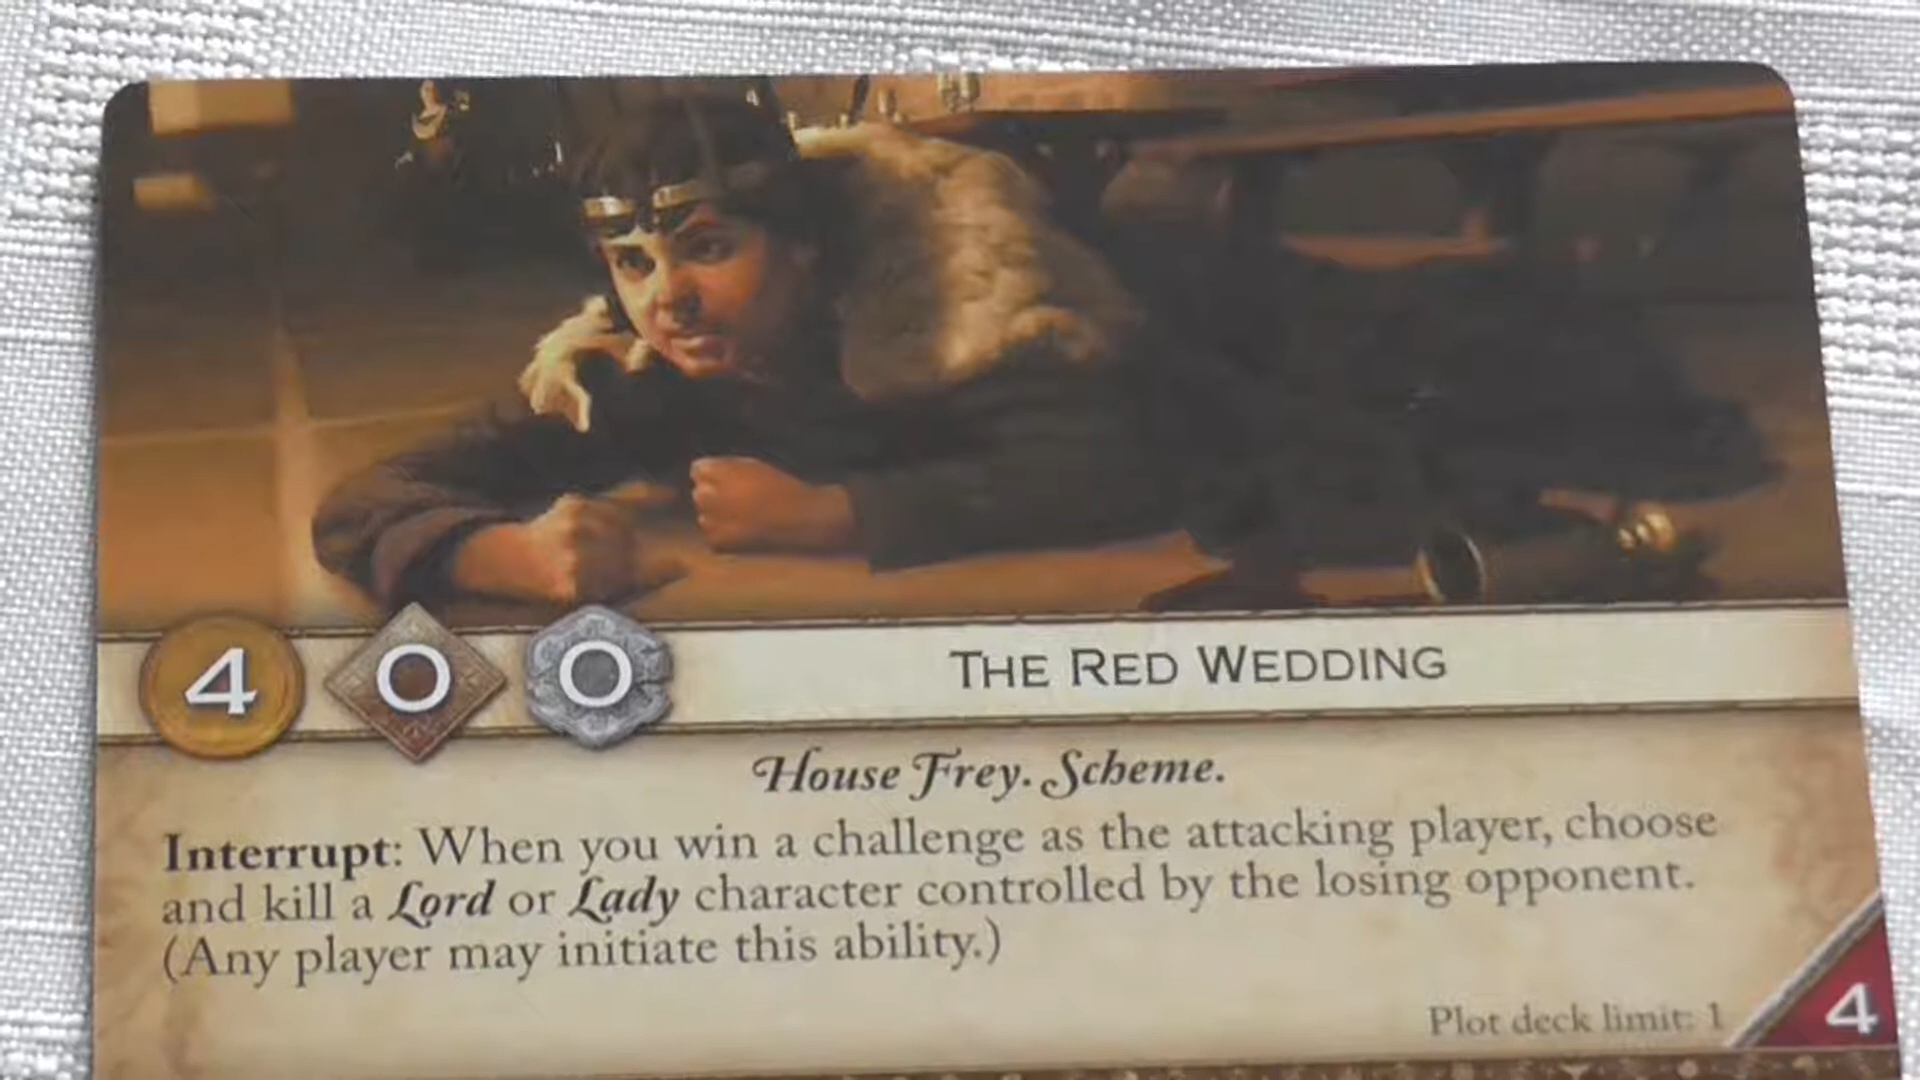 4 0 0 THE RED WEDDING
House Frey. Scheme.
Interrupt: When you win a challenge as the attacking player, choose
and kill a Lord or Lady character controlled by the losing opponent.
(Any player may initiate this ability.)
Plot deck limit: 1
4